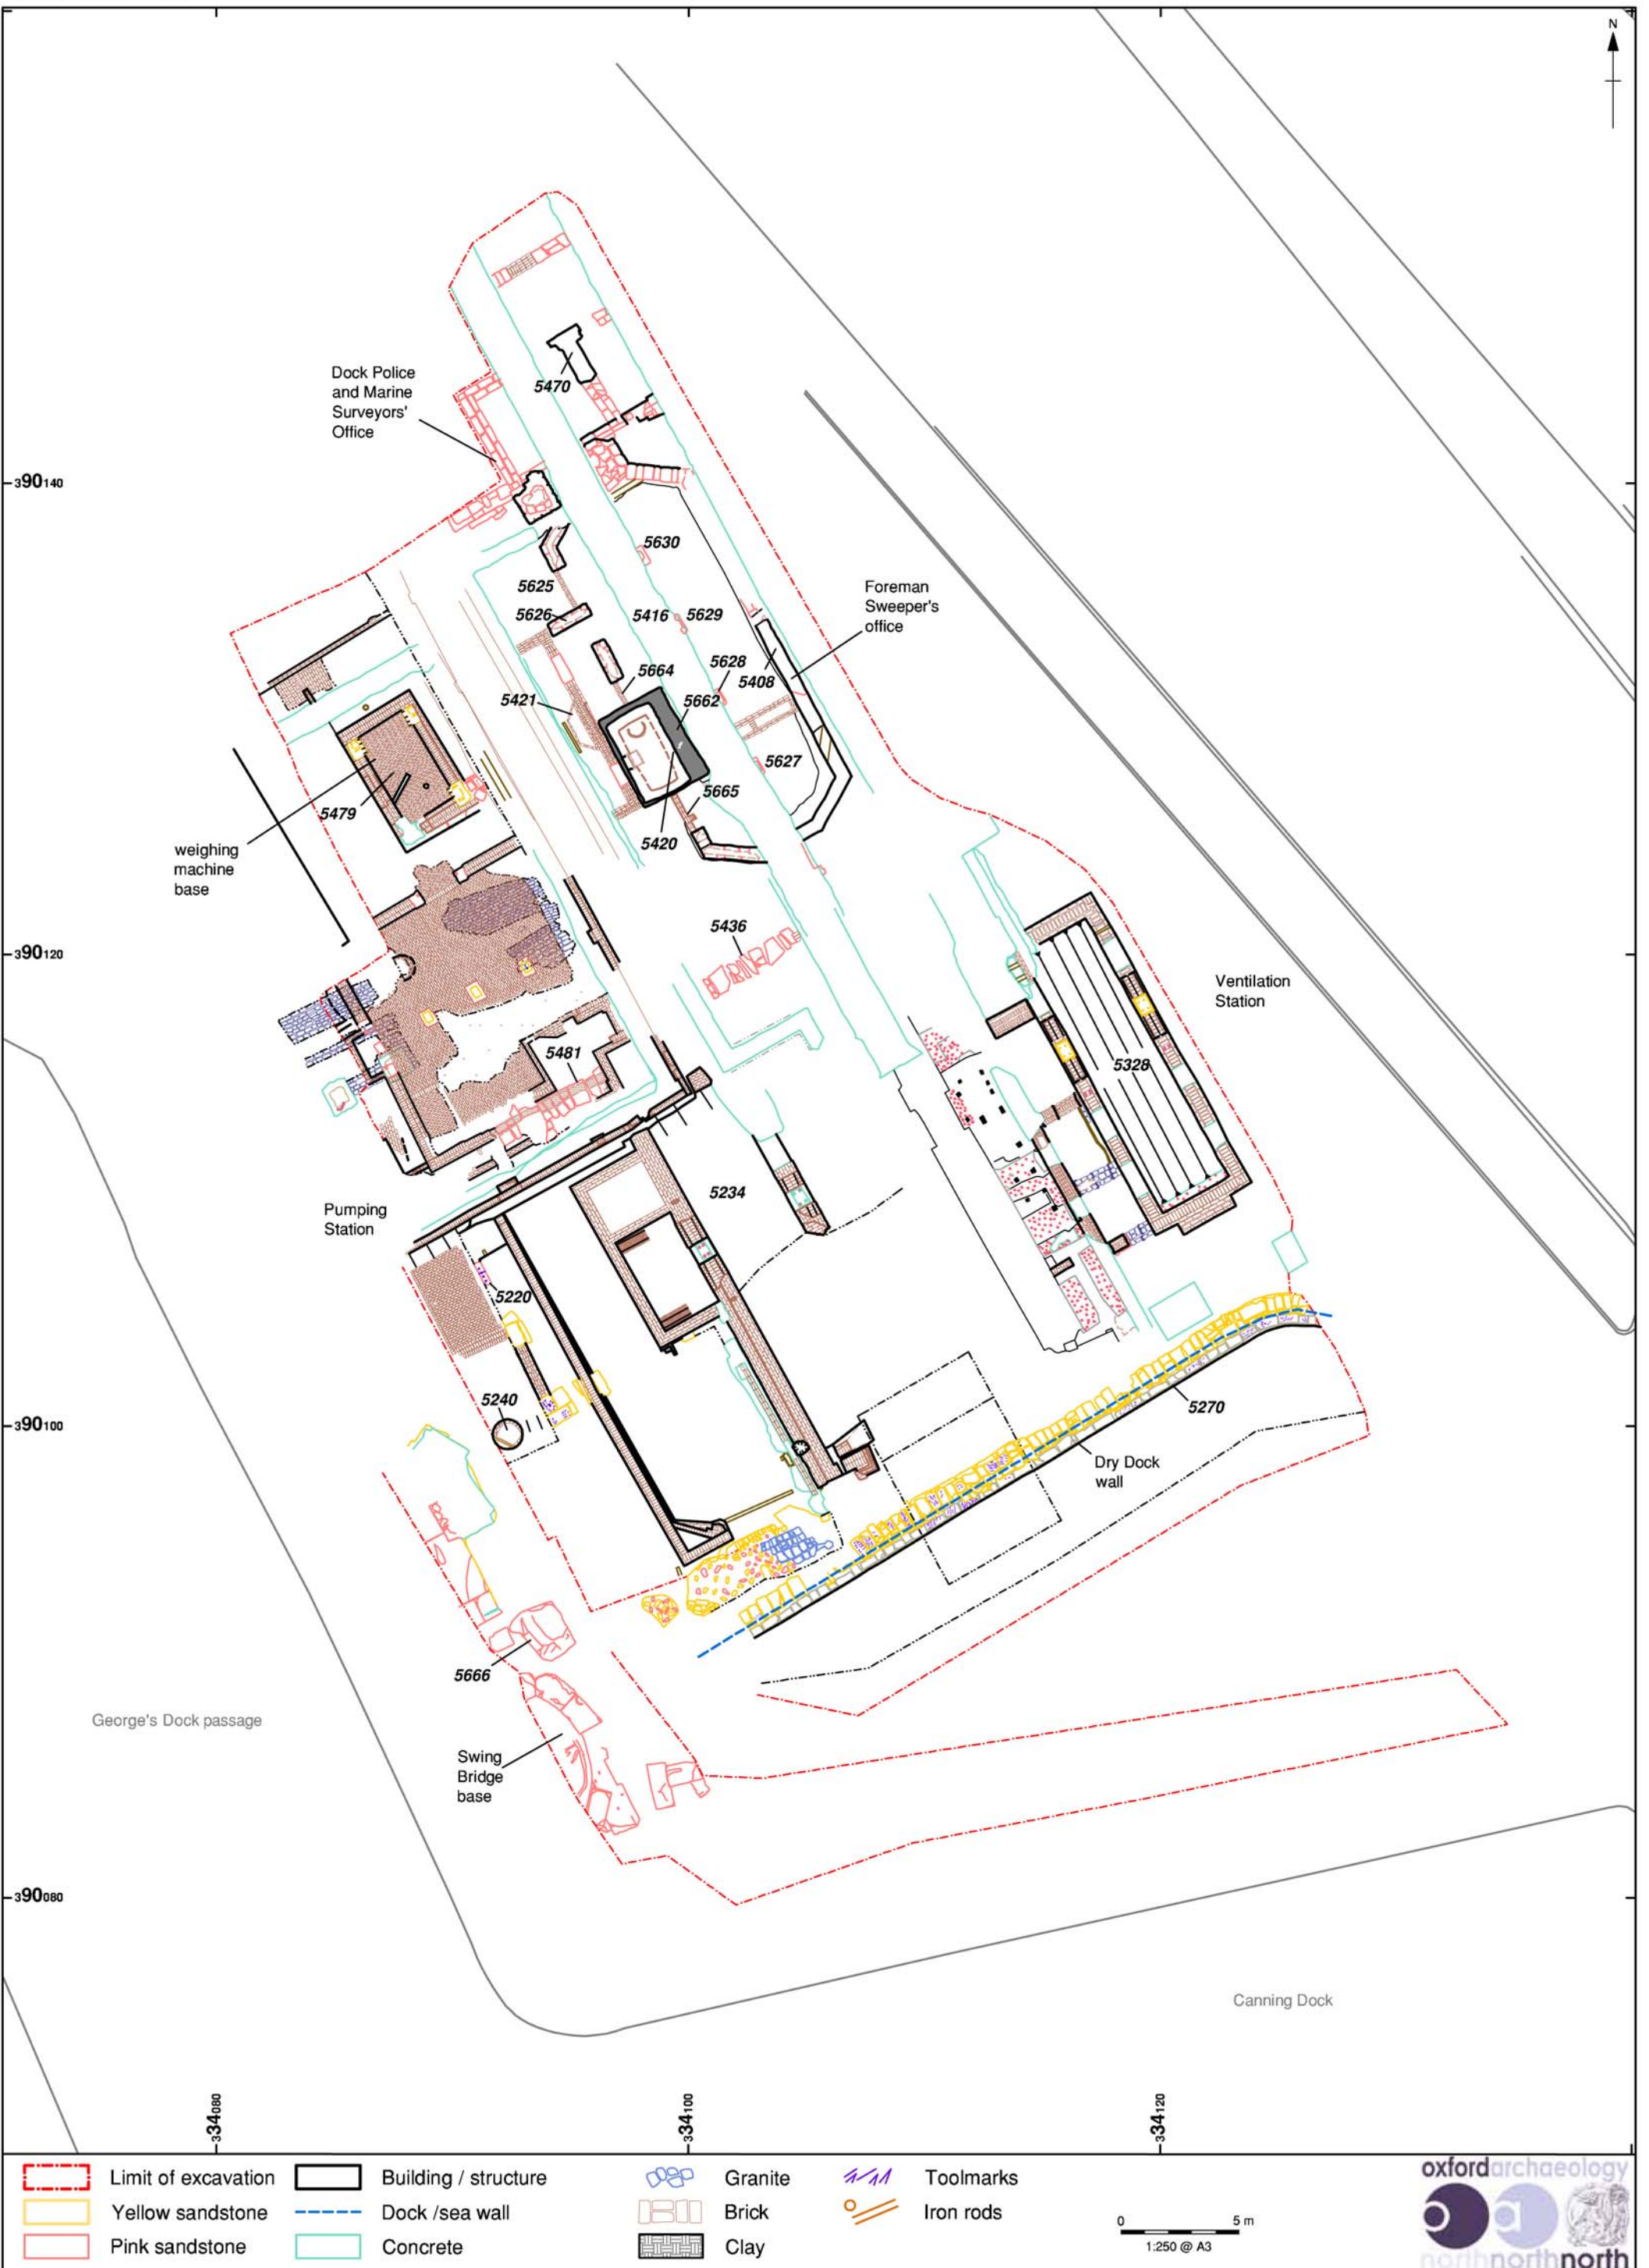 N
Dock Police
and Marine
Surveyors'
Office
5470
390140
5630
5625
5626
5416
5629
Foreman
Sweeper's
office
5664
5628
5408
5421
5662
5627
5479
5665
5420
weighing
machine
base
5436
390120
Ventilation
Station
5481
5328
5234
Pumping
Station
5220
5240
5270
390100
Dry Dock
wall
5666
George's Dock passage
Swing
Bridge
base
390080
Canning Dock
334080
334100
334120
Limit of excavation
Building / structure
Granite
Toolmarks
Yellow sandstone
Dock /sea wall
Brick
Iron rods
Pink sandstone
Concrete
Clay
0 5 m
1:250 @ A3
oxfordarchaeology
northnorthnorth